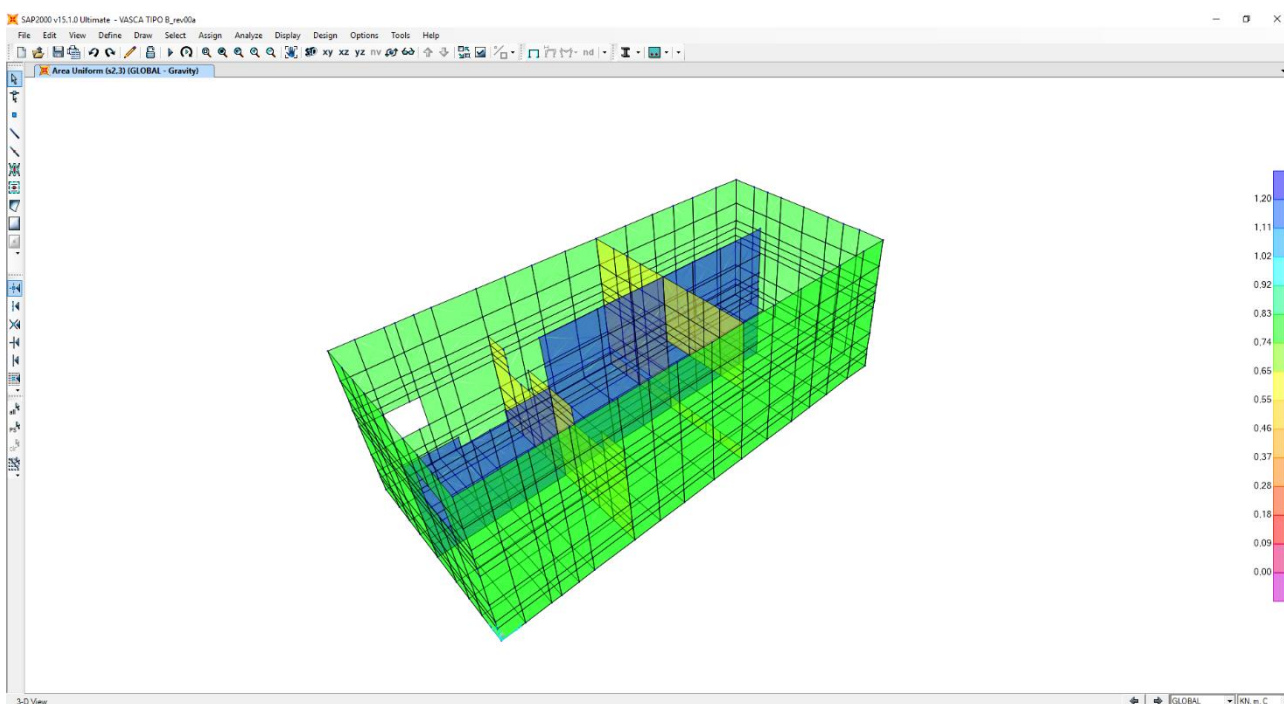 SAP2000 v15.1.0 Ultimate - VASCA TIPO B_rev00a
File Edit View Define Draw Select Assign Analyze Display Design Options Tools Help
xy xz yz nv nd
Area Uniform (s2,3) (GLOBAL - Gravity)
1,20
1,11
1,02
0,92
0,83
0,74
0,65
0,55
0,46
0,37
0,28
0,18
0,09
0,00
3-D View GLOBAL KN, m, C